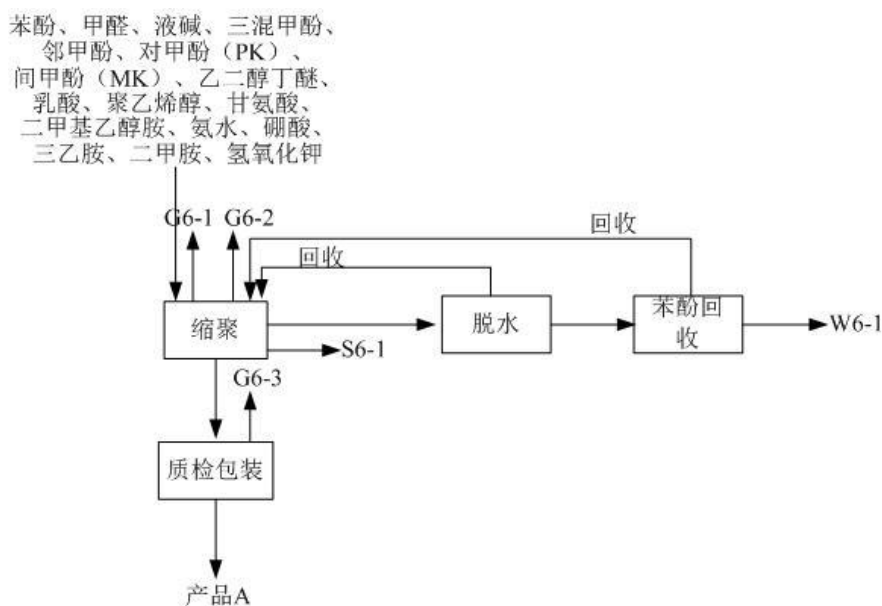 苯酚、甲醛、液碱、三混甲酚、
邻甲酚、对甲酚（PK）、
间甲酚（MK）、乙二醇丁醚、
乳酸、聚乙烯醇、甘氨酸、
二甲基乙醇胺、氨水、硼酸、
三乙胺、二甲胺、氢氧化钾
G6-1
G6-2
回收
回收
缩聚
脱水
苯酚回
收
W6-1
S6-1
G6-3
质检包装
产品A